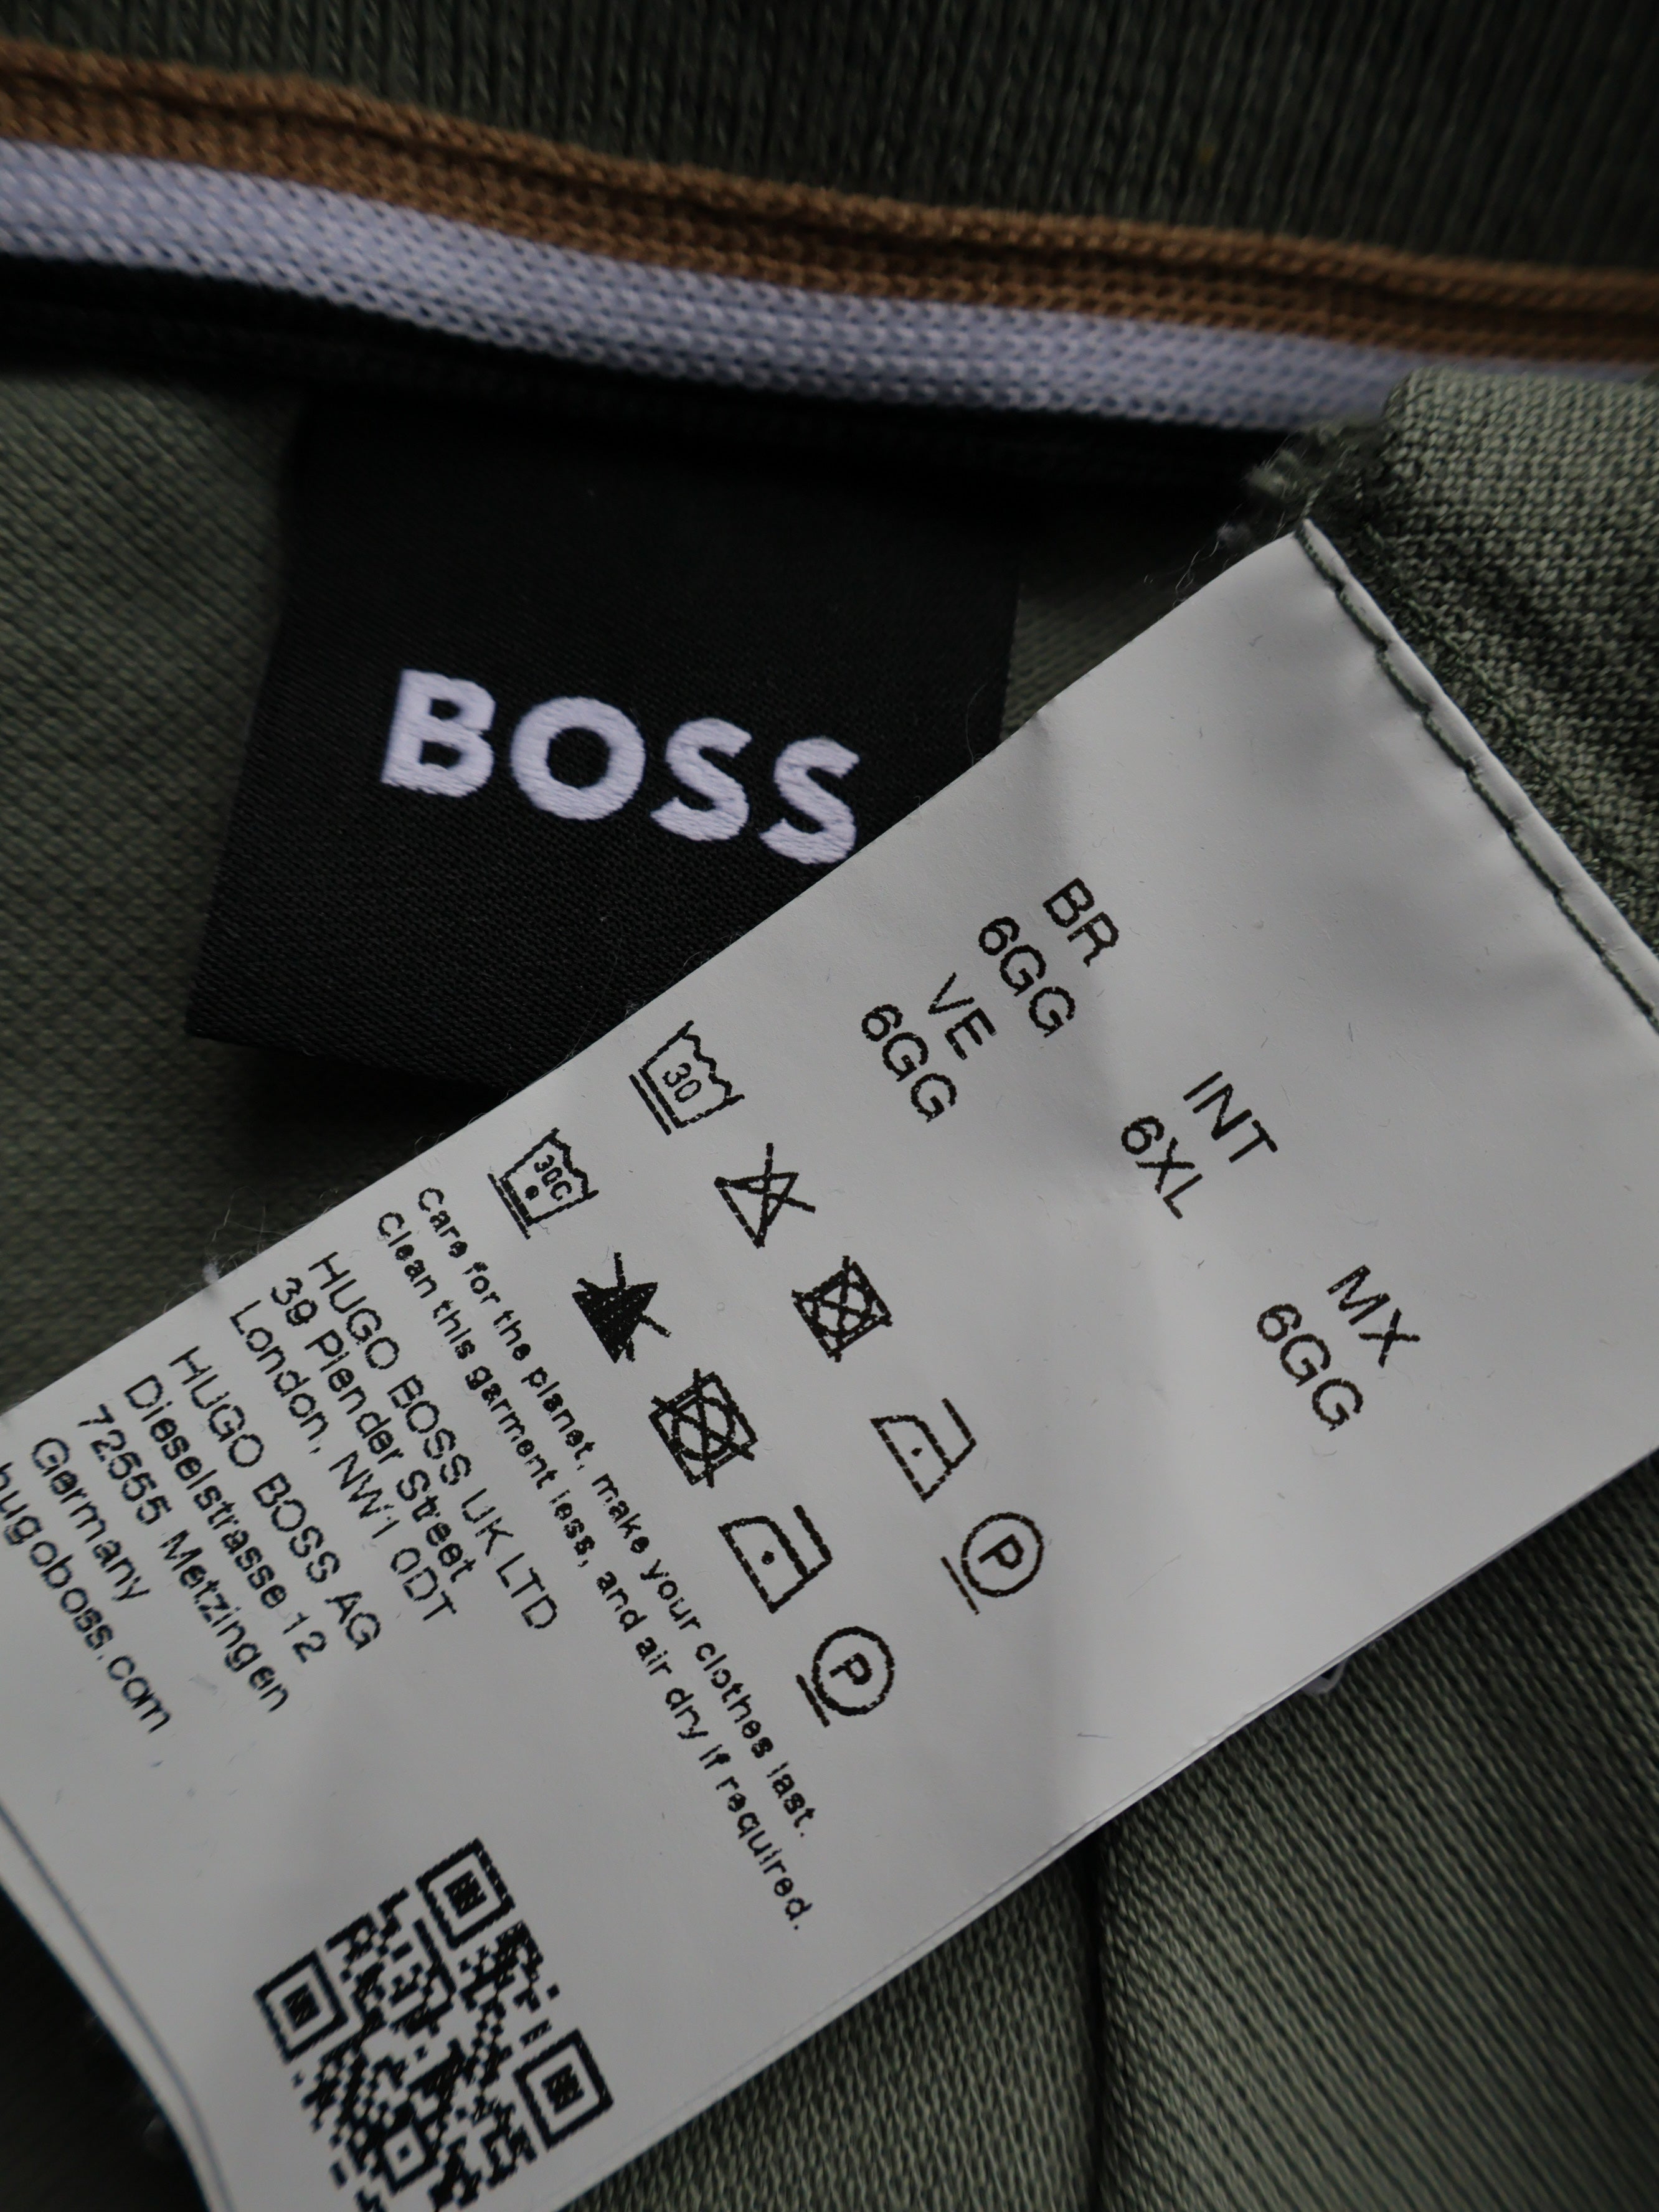 BOSS
BR
6GG
VE
6GG
INT
6XL
MX
6GG
30
P
30C
P
Care for the planet, make your clothes last.
Clean this garment less, and air dry if required.
HUGO BOSS UK LTD
39 Plender Street
London, NW1 0DT
HUGO BOSS AG
Dieselstrasse 12
72555 Metzingen
Germany
hugoboss.com